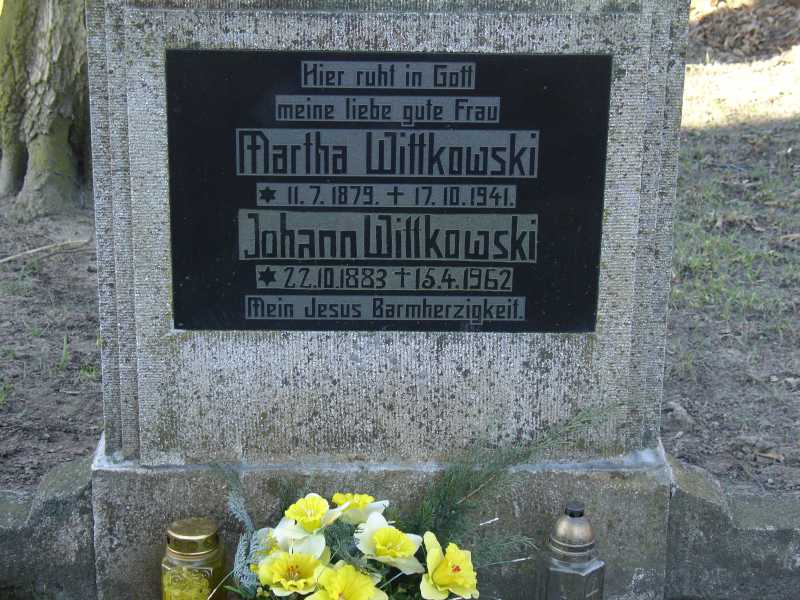 Hier ruht in Gott
meine liebe gute Frau
Martha Wittkowski
✶ 11.7.1879. ✝ 17.10.1941.
Johann Wittkowski
✶ 22.10.1883 ✝ 15.4.1962
Mein Jesus Barmherzigkeit.